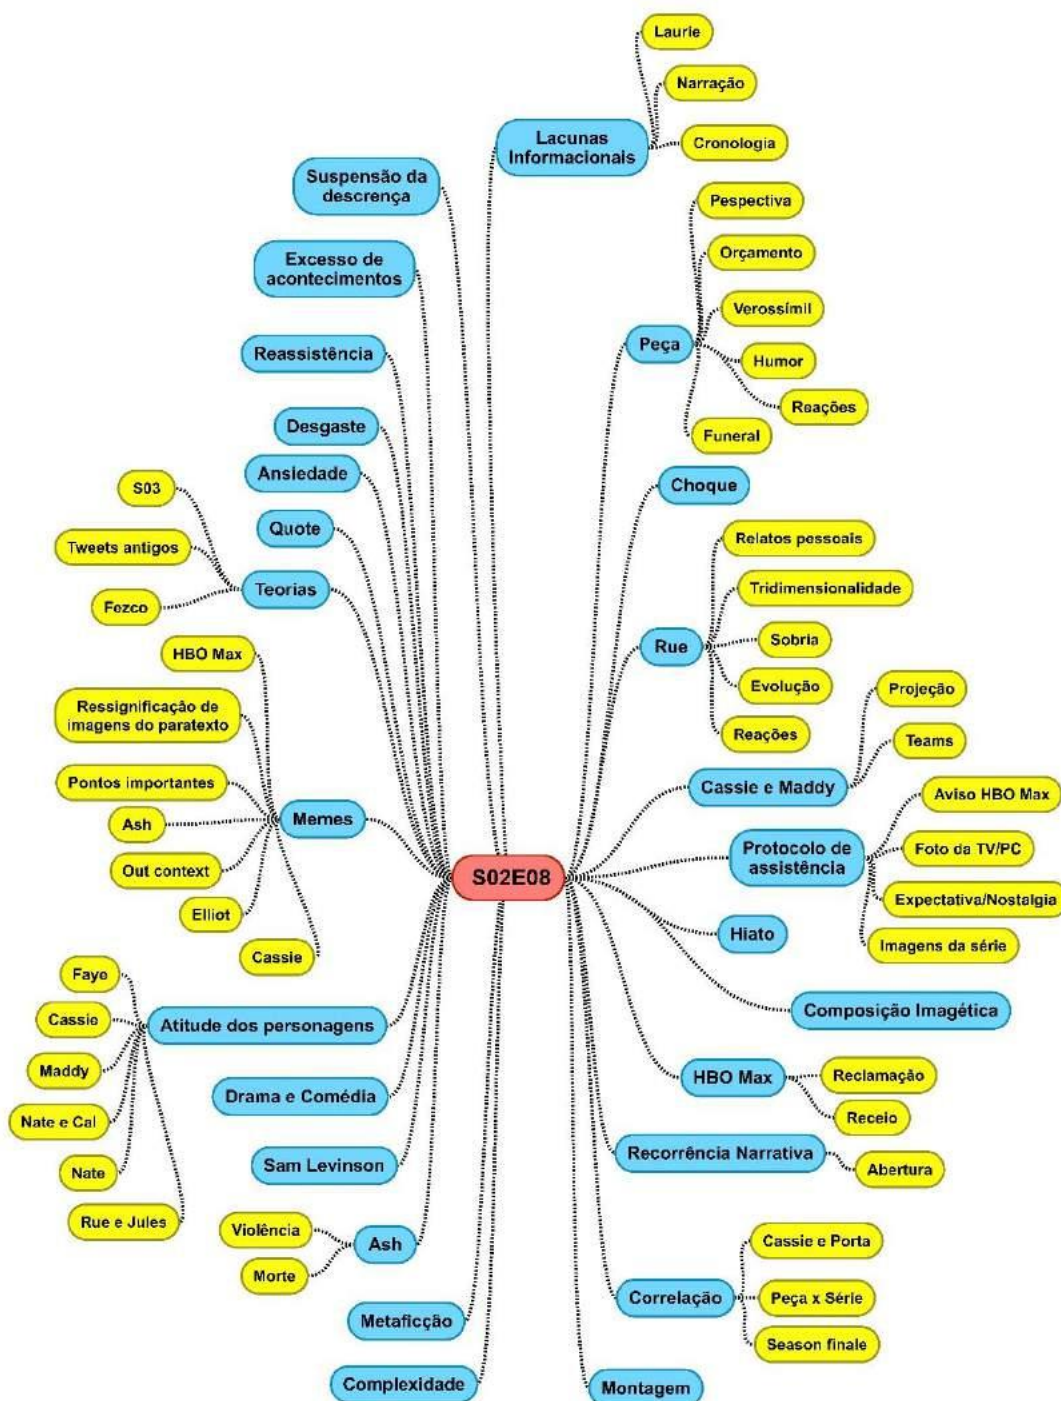 Laurie
Narração
Lacunas
Informacionais
Cronologia
Suspensão da
descrença
Pespectiva
Orçamento
Excesso de
acontecimentos
Verossímil
Peça
Humor
Reassistência
Reações
Funeral
Desgaste
Ansiedade
Choque
S03
Quote
Relatos pessoais
Tweets antigos
Teorias
Tridimensionalidade
Fezco
Sobria
Rue
HBO Max
Evolução
Projeção
Ressignificação de
imagens do paratexto
Reações
Teams
Pontos importantes
Cassie e Maddy
Aviso HBO Max
Ash
Memes
Protocolo de
assistência
Foto da TV/PC
Out context
S02E08
Expectativa/Nostalgia
Elliot
Hiato
Imagens da série
Cassie
Faye
Composição Imagética
Cassie
Atitude dos personagens
Maddy
HBO Max
Reclamação
Drama e Comédia
Receio
Nate e Cal
Recorrência Narrativa
Abertura
Sam Levinson
Nate
Rue e Jules
Violência
Ash
Cassie e Porta
Morte
Correlação
Peça x Série
Metaficção
Season finale
Complexidade
Montagem